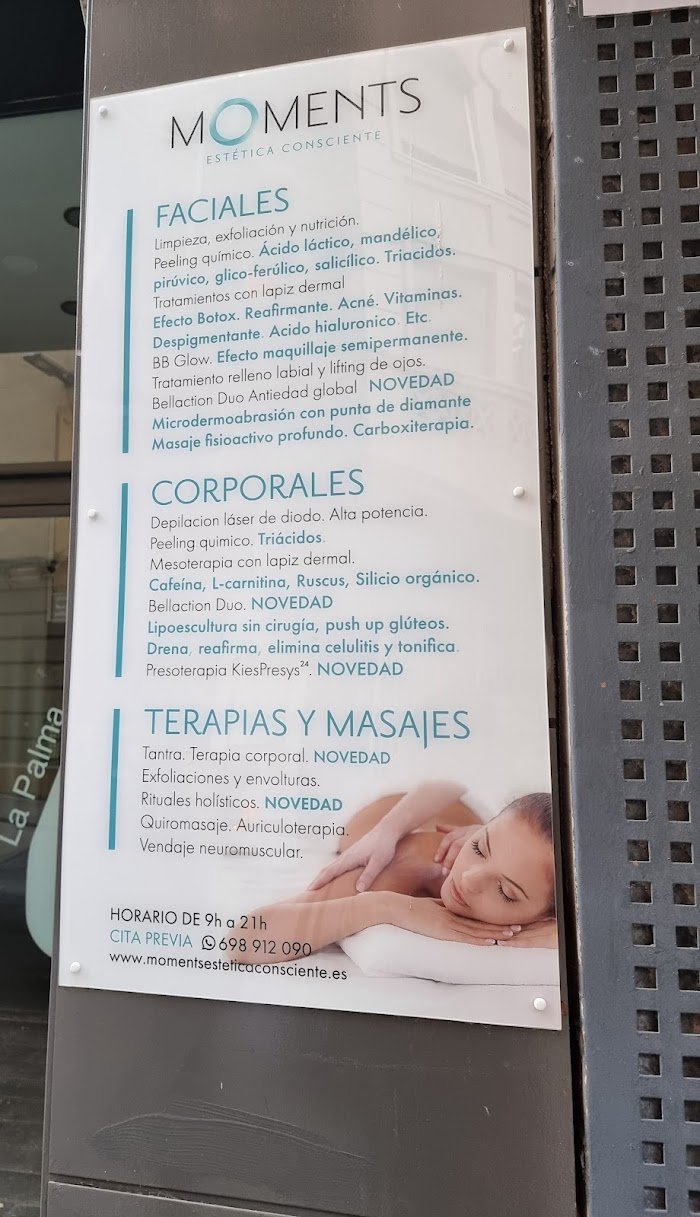 MOMENTS
ESTÉTICA CONSCIENTE
FACIALES
Limpieza, exfoliación y nutrición.
Peeling químico. Ácido láctico, mandélico,
pirúvico, glico-ferúlico, salicílico. Triacidos.
Tratamientos con lapiz dermal
Efecto Botox. Reafirmante. Acné. Vitaminas.
Despigmentante. Acido hialuronico. Etc.
BB Glow. Efecto maquillaje semipermanente.
Tratamiento relleno labial y lifting de ojos.
Bellaction Duo Antiedad global NOVEDAD
Microdermoabrasión con punta de diamante
Masaje fisioactivo profundo. Carboxiterapia.
CORPORALES
Depilacion láser de diodo. Alta potencia.
Peeling quimico. Triácidos.
Mesoterapia con lapiz dermal.
Cafeína, L-carnitina, Ruscus, Silicio orgánico.
Bellaction Duo. NOVEDAD
Lipoescultura sin cirugía, push up glúteos.
Drena, reafirma, elimina celulitis y tonifica.
Presoterapia KiesPresys²⁴. NOVEDAD
TERAPIAS Y MASAJES
Tantra. Terapia corporal. NOVEDAD
Exfoliaciones y envolturas.
Rituales holísticos. NOVEDAD
Quiromasaje. Auriculoterapia.
Vendaje neuromuscular.
HORARIO DE 9h a 21h
CITA PREVIA 698 912 090
www.momentsesteticaconsciente.es
La Palma